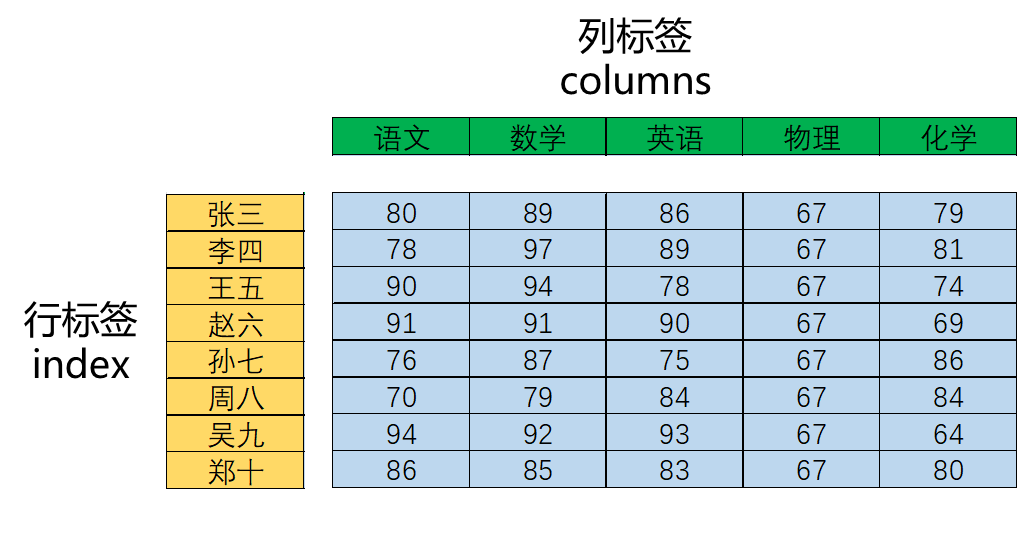 列标签
columns
语文 数学 英语 物理 化学
张三 80 89 86 67 79
李四 78 97 89 67 81
王五 90 94 78 67 74
行标签
index
赵六 91 91 90 67 69
孙七 76 87 75 67 86
周八 70 79 84 67 84
吴九 94 92 93 67 64
郑十 86 85 83 67 80